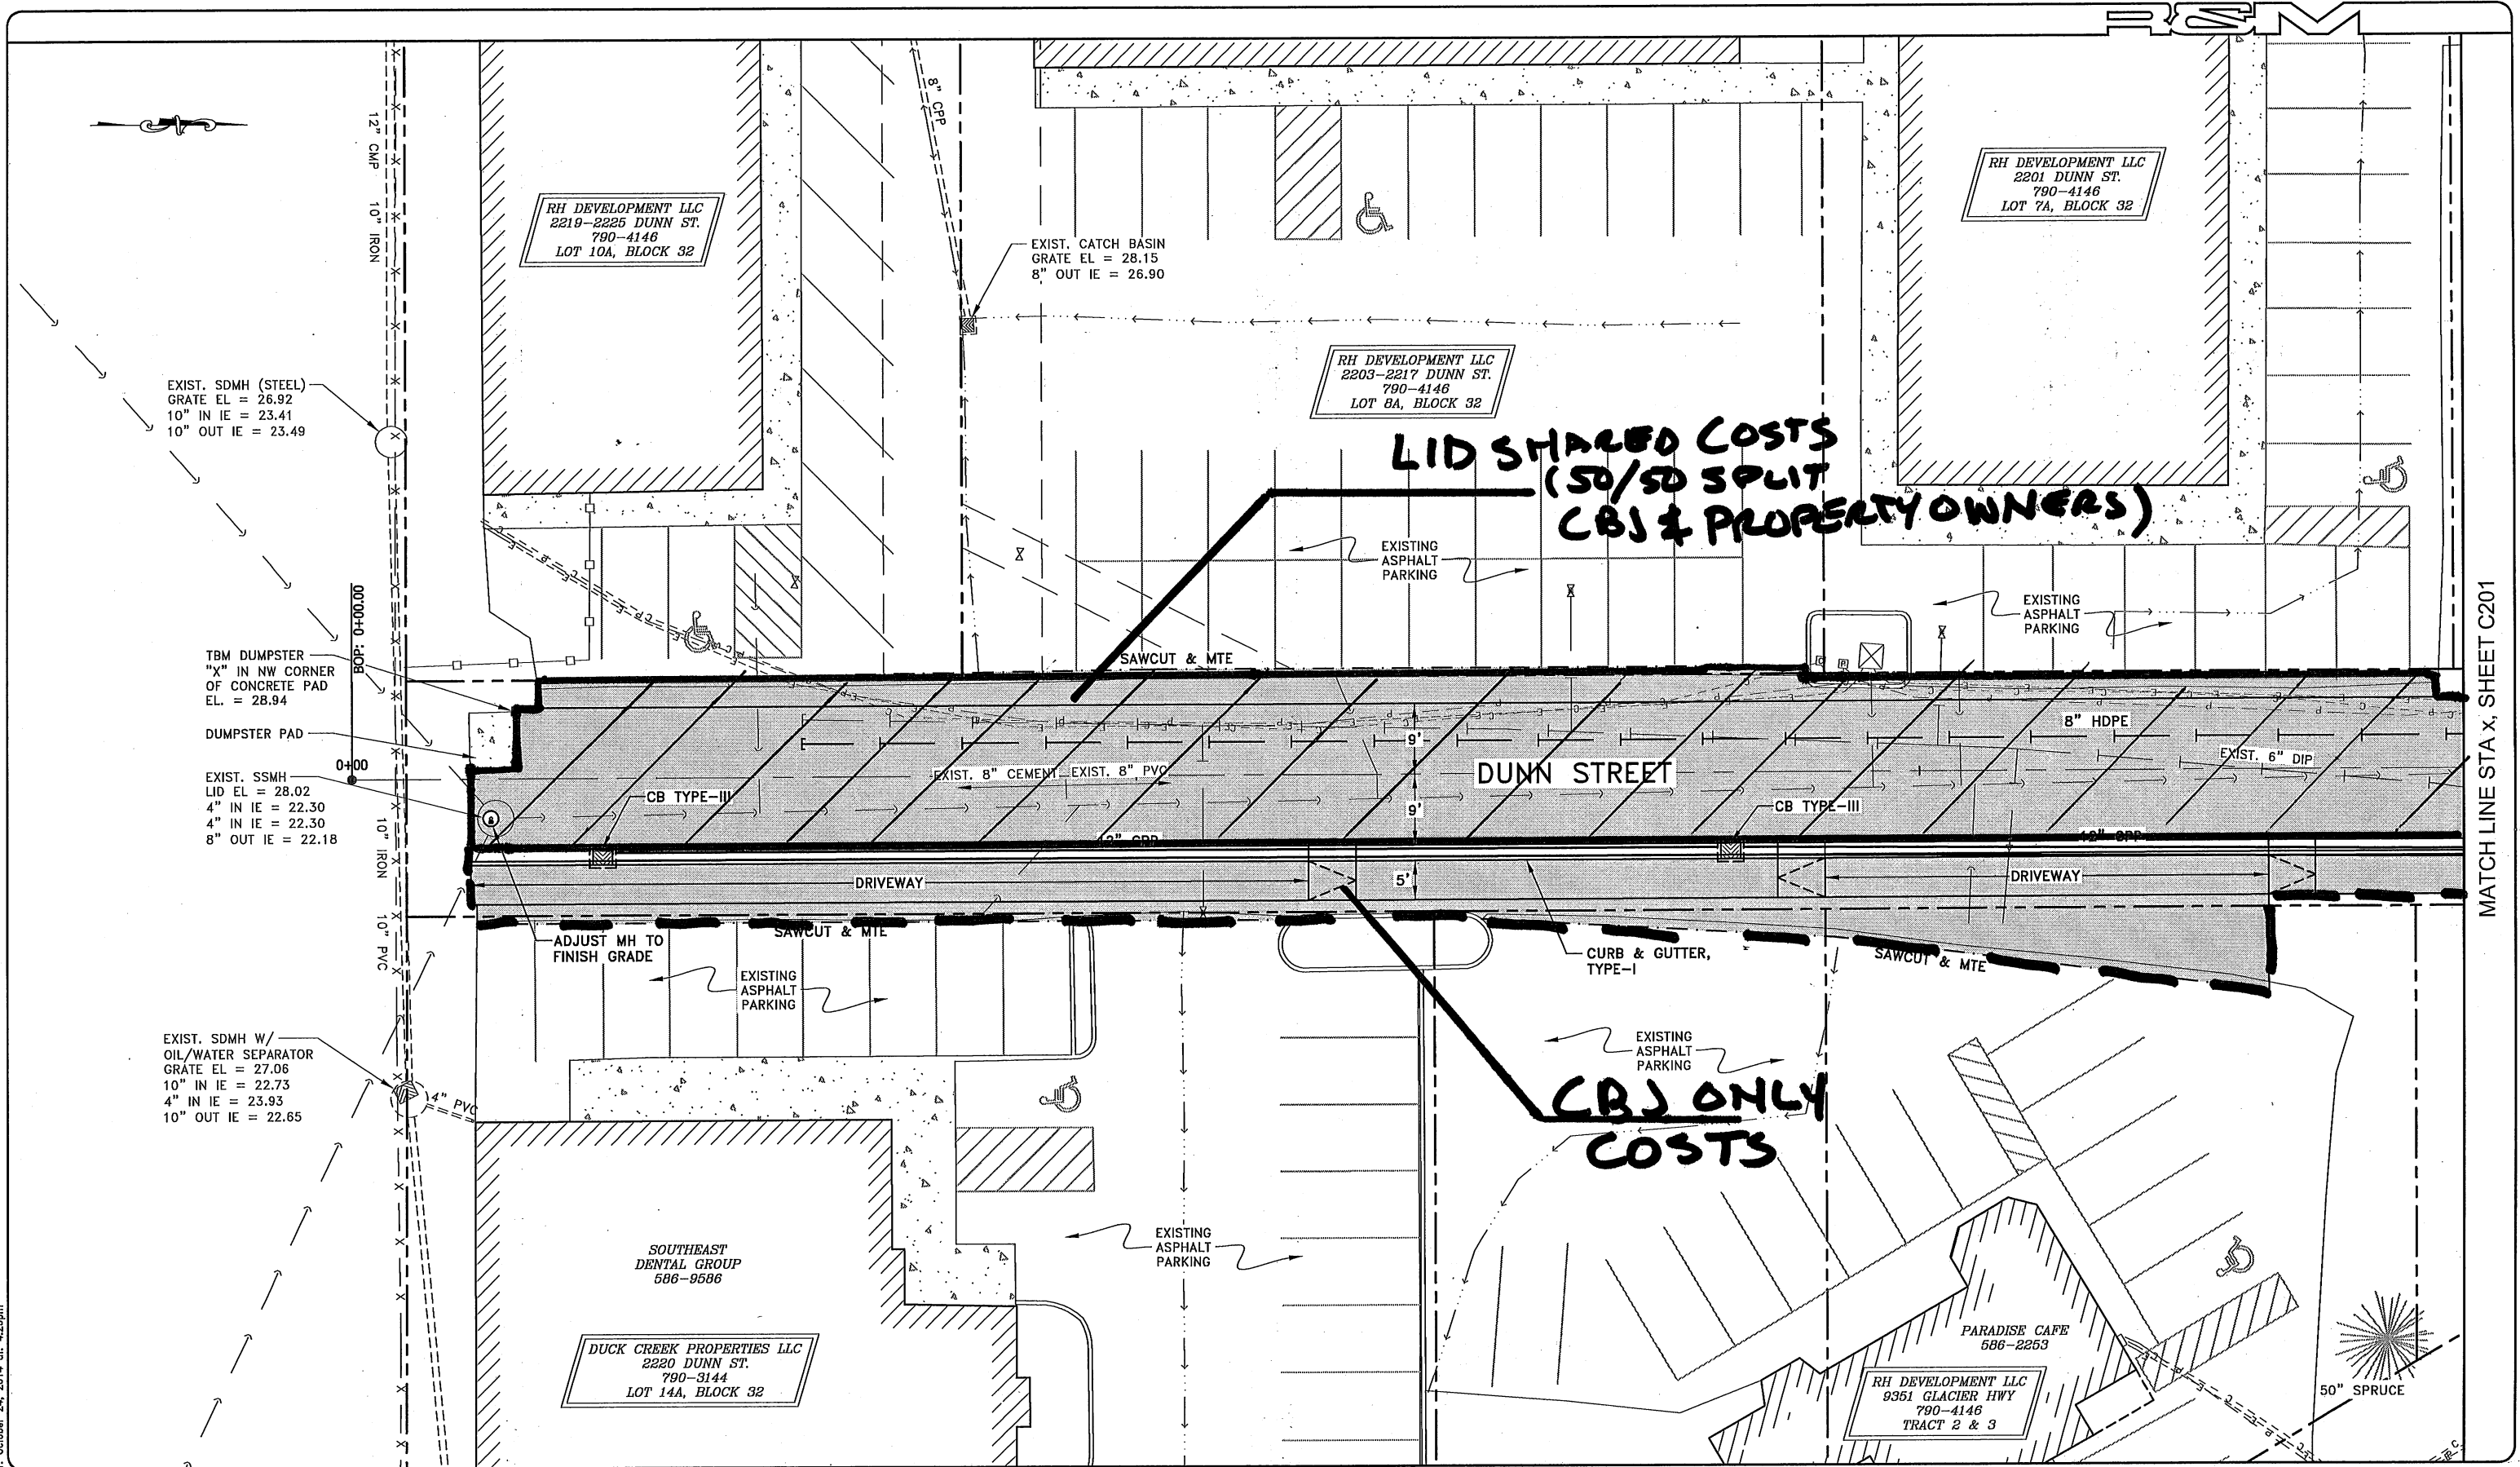 R&M
12" CMP
10" IRON
8" CPP
RH DEVELOPMENT LLC
2219-2225 DUNN ST.
790-4146
LOT 10A, BLOCK 32
RH DEVELOPMENT LLC
2201 DUNN ST.
790-4146
LOT 7A, BLOCK 32
EXIST. CATCH BASIN
GRATE EL = 28.15
8" OUT IE = 26.90
RH DEVELOPMENT LLC
2203-2217 DUNN ST.
790-4146
LOT 8A, BLOCK 32
EXIST. SDMH (STEEL)
GRATE EL = 26.92
10" IN IE = 23.41
10" OUT IE = 23.49
LID SHARED COSTS
(50/50 SPLIT
CBJ & PROPERTY OWNERS)
EXISTING
ASPHALT
PARKING
EXISTING
ASPHALT
PARKING
BOP: 0+00.00
TBM DUMPSTER
"X" IN NW CORNER
OF CONCRETE PAD
EL. = 28.94
SAWCUT & MTE
DUMPSTER PAD
0+00
EXIST. SSMH
LID EL = 28.02
4" IN IE = 22.30
4" IN IE = 22.30
8" OUT IE = 22.18
8" HDPE
9'
EXIST. 6" DIP
EXIST. 8" CEMENT
EXIST. 8" PVC
DUNN STREET
CB TYPE-III
9'
CB TYPE-III
12" CPP
12" CPP
10" IRON
DRIVEWAY
5'
DRIVEWAY
MATCH LINE STA x, SHEET C201
10" PVC
ADJUST MH TO
FINISH GRADE
SAWCUT & MTE
CURB & GUTTER,
TYPE-I
SAWCUT & MTE
EXISTING
ASPHALT
PARKING
EXISTING
ASPHALT
PARKING
EXIST. SDMH W/
OIL/WATER SEPARATOR
GRATE EL = 27.06
10" IN IE = 22.73
4" IN IE = 23.93
10" OUT IE = 22.65
4" PVC
CBJ ONLY
COSTS
EXISTING
ASPHALT
PARKING
SOUTHEAST
DENTAL GROUP
586-9586
DUCK CREEK PROPERTIES LLC
2220 DUNN ST.
790-3144
LOT 14A, BLOCK 32
PARADISE CAFE
586-2253
RH DEVELOPMENT LLC
9351 GLACIER HWY
790-4146
TRACT 2 & 3
50" SPRUCE